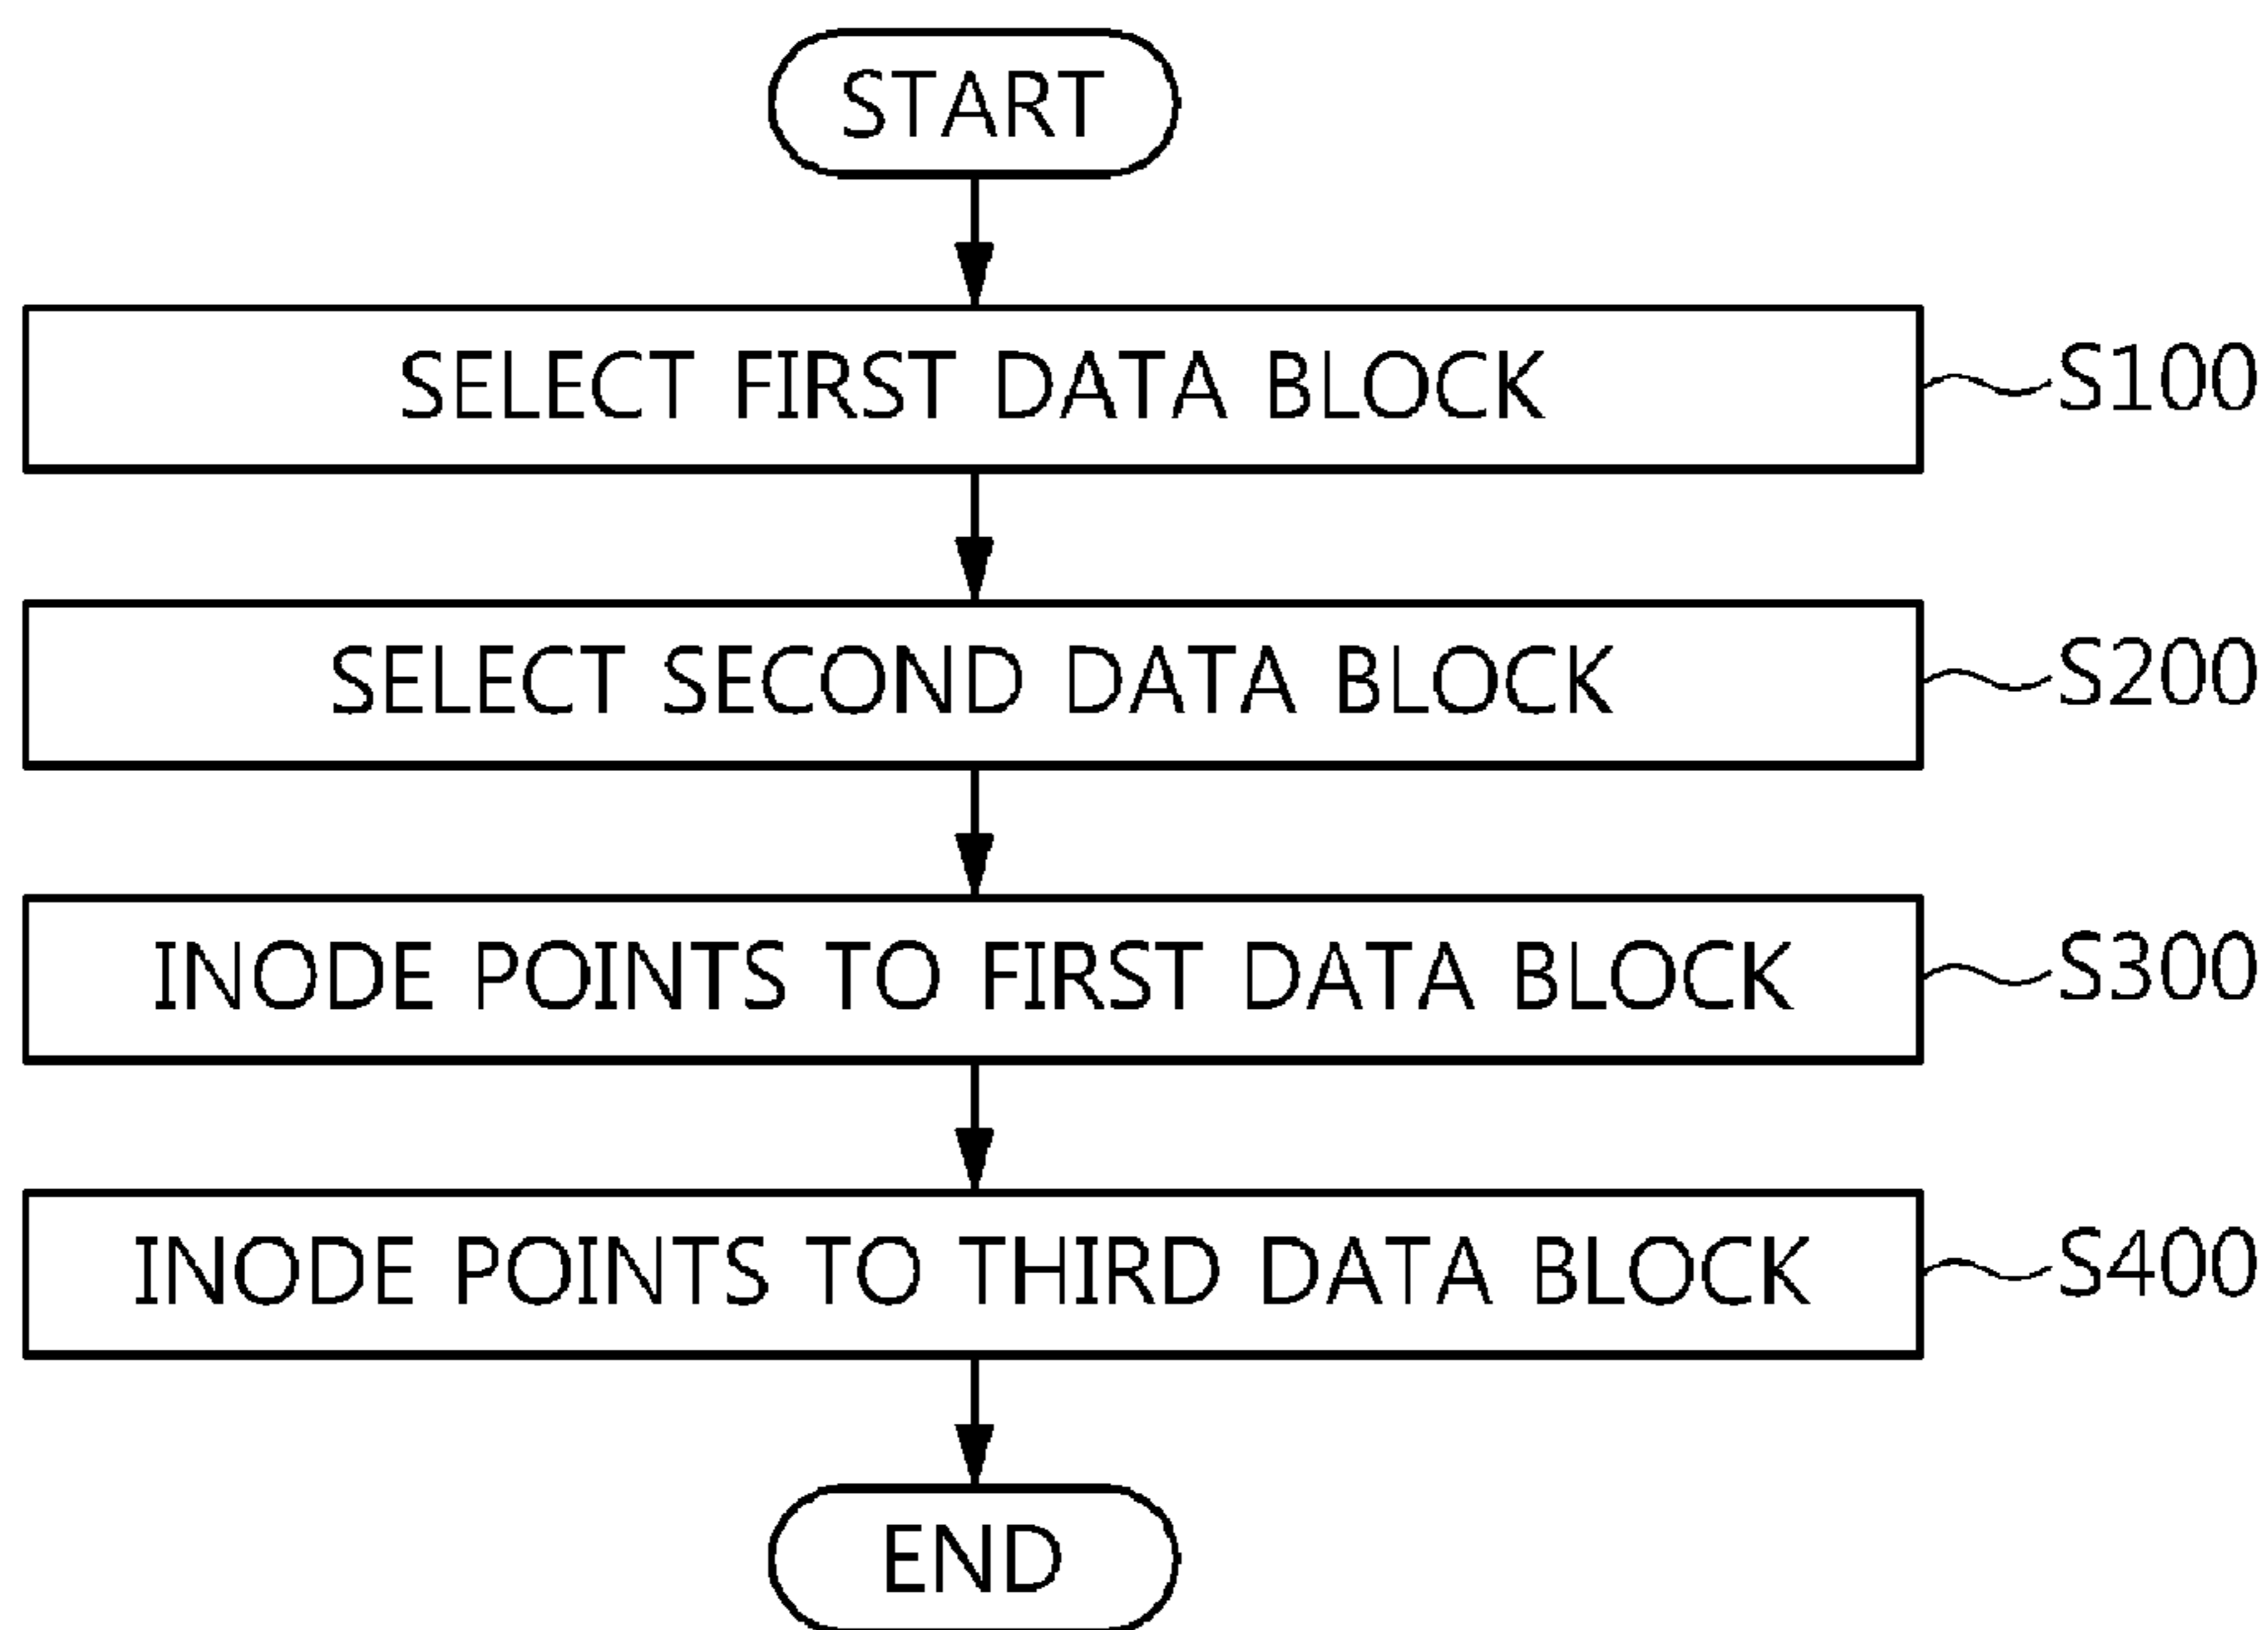 START
SELECT FIRST DATA BLOCK S100
SELECT SECOND DATA BLOCK S200
INODE POINTS TO FIRST DATA BLOCK S300
INODE POINTS TO THIRD DATA BLOCK S400
END